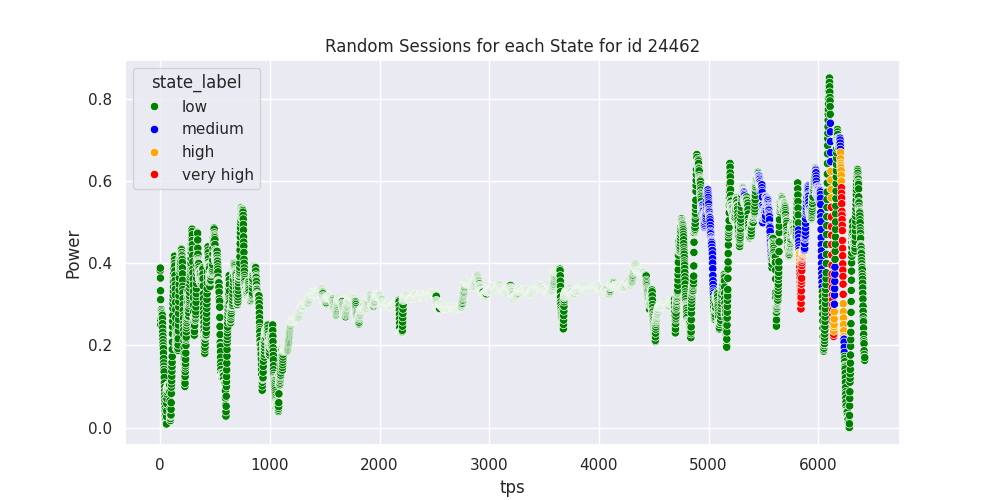 Random Sessions for each State for id 24462
state_label
low
medium
high
very high
Power
0.8
0.6
0.4
0.2
0.0
0 1000 2000 3000 4000 5000 6000
tps